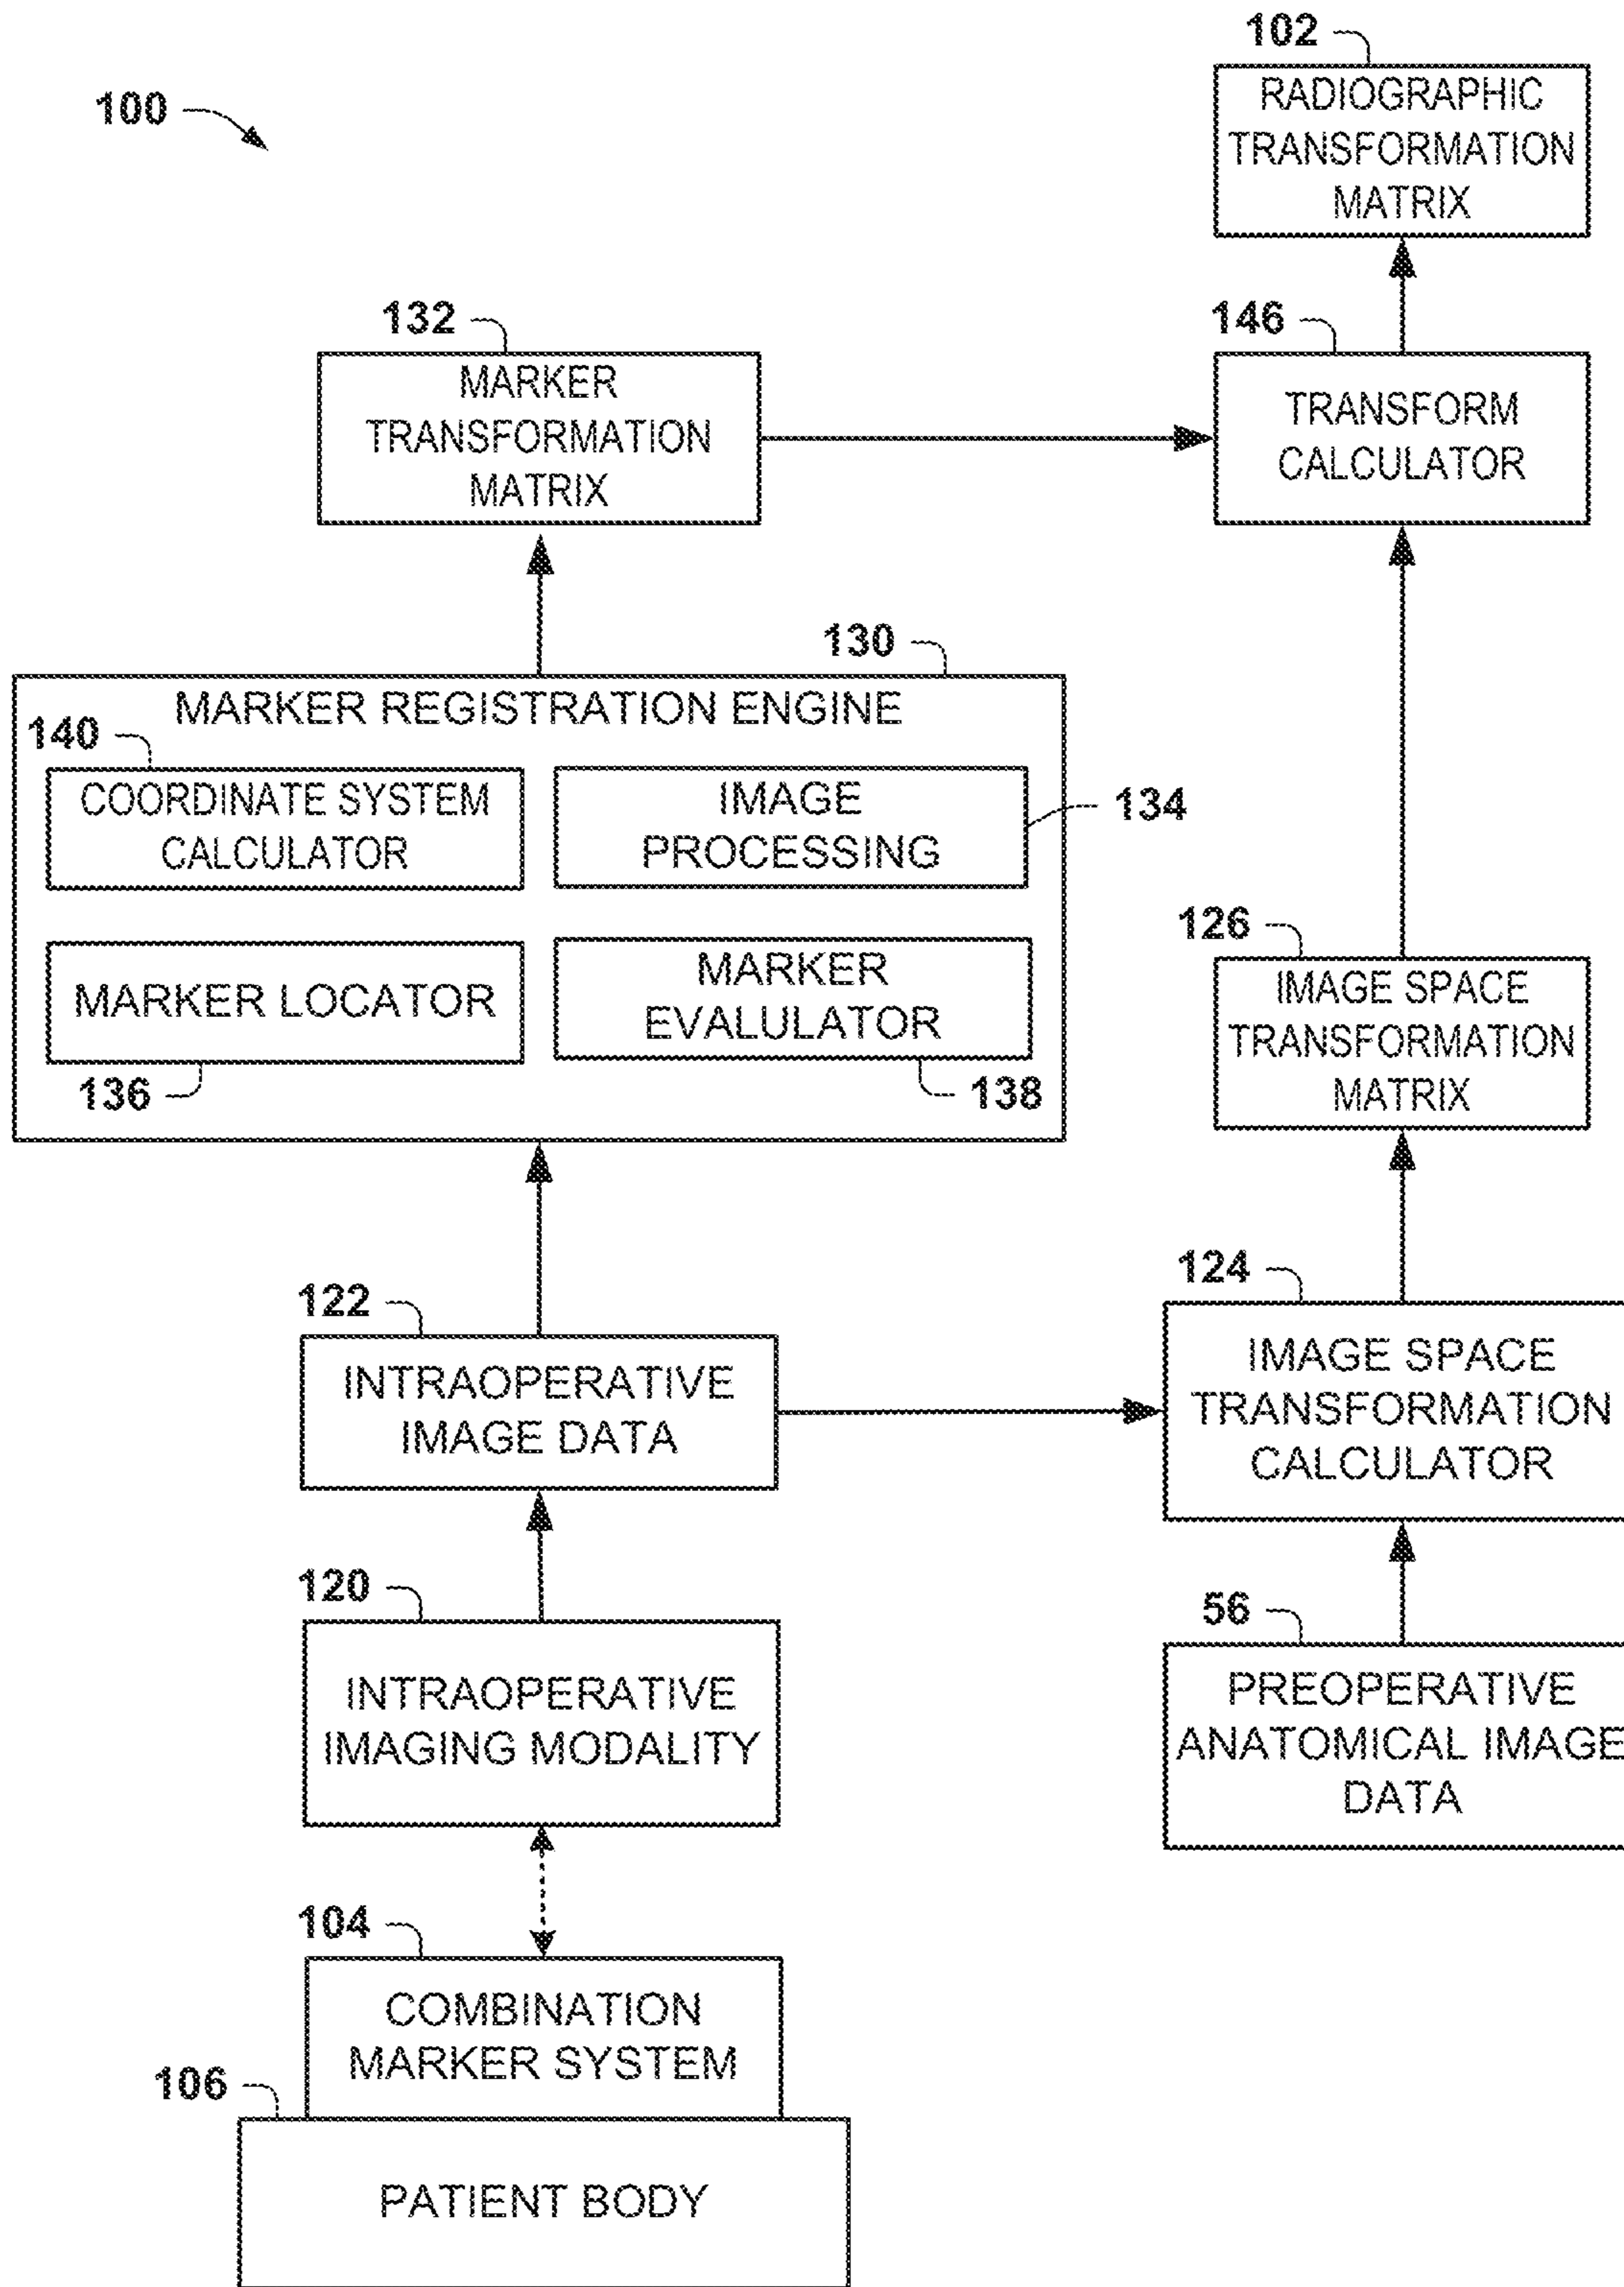 102
RADIOGRAPHIC
TRANSFORMATION
MATRIX
100
132
MARKER
TRANSFORMATION
MATRIX
146
TRANSFORM
CALCULATOR
130
MARKER REGISTRATION ENGINE
140
COORDINATE SYSTEM
CALCULATOR
IMAGE
PROCESSING
134
MARKER LOCATOR
136
MARKER
EVALULATOR
138
126
IMAGE SPACE
TRANSFORMATION
MATRIX
122
INTRAOPERATIVE
IMAGE DATA
124
IMAGE SPACE
TRANSFORMATION
CALCULATOR
120
INTRAOPERATIVE
IMAGING MODALITY
56
PREOPERATIVE
ANATOMICAL IMAGE
DATA
104
COMBINATION
MARKER SYSTEM
106
PATIENT BODY